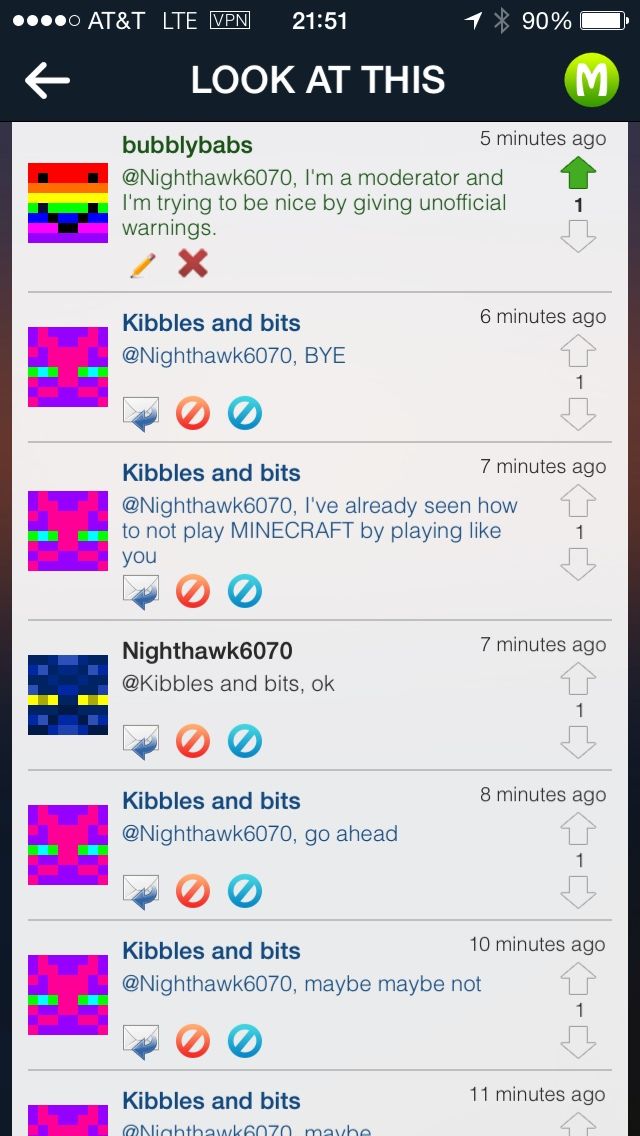 AT&T LTE VPN 21:51 90%
LOOK AT THIS
M
bubblybabs 5 minutes ago
@Nighthawk6070, I'm a moderator and
I'm trying to be nice by giving unofficial
warnings.
1
Kibbles and bits 6 minutes ago
@Nighthawk6070, BYE
1
Kibbles and bits 7 minutes ago
@Nighthawk6070, I've already seen how
to not play MINECRAFT by playing like
you
1
Nighthawk6070 7 minutes ago
@Kibbles and bits, ok
1
Kibbles and bits 8 minutes ago
@Nighthawk6070, go ahead
1
Kibbles and bits 10 minutes ago
@Nighthawk6070, maybe maybe not
1
Kibbles and bits 11 minutes ago
@Nighthawk6070, maybe